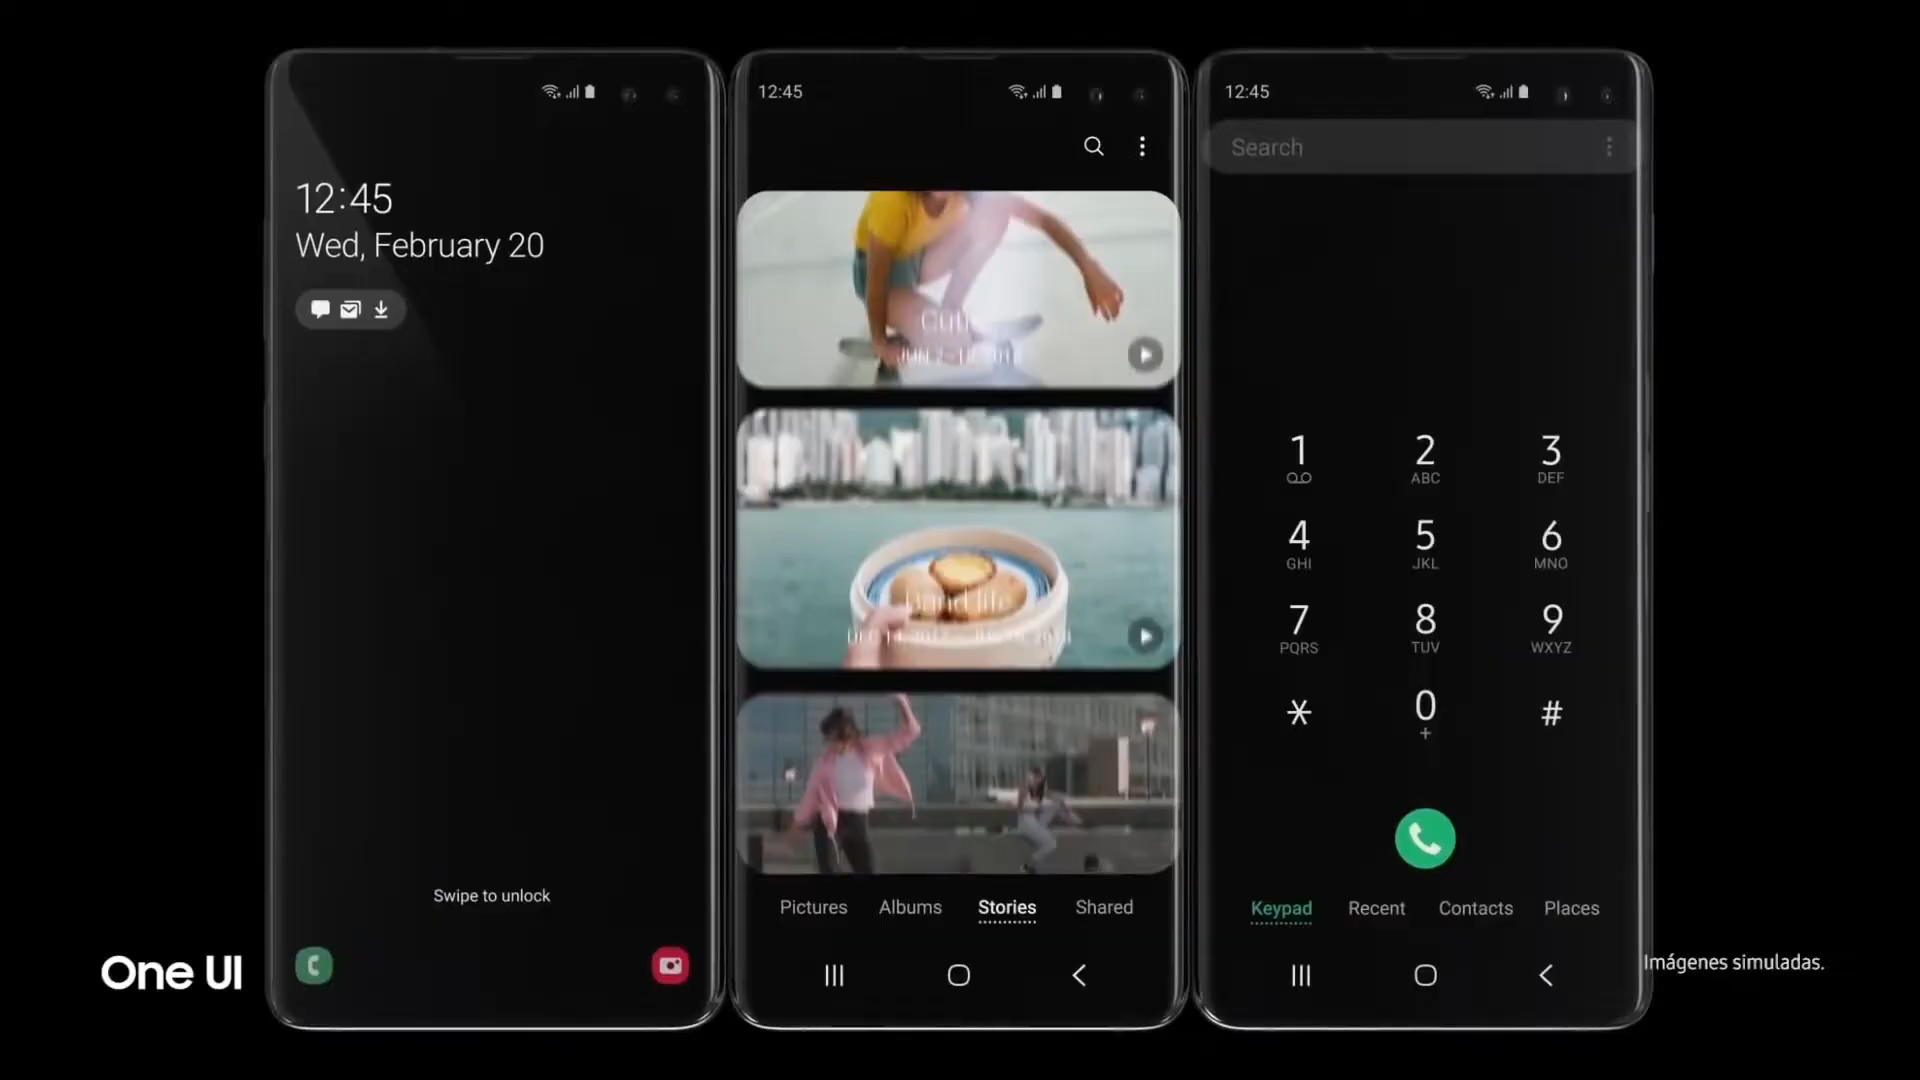 12:45
Wed, February 20
Swipe to unlock
One UI
12:45
Pictures Albums Stories Shared
12:45
Search
1 2 3
ABC DEF
4 5 6
GHI JKL MNO
7 8 9
PQRS TUV WXYZ
* 0 #
+
Keypad Recent Contacts Places
Imágenes simuladas.